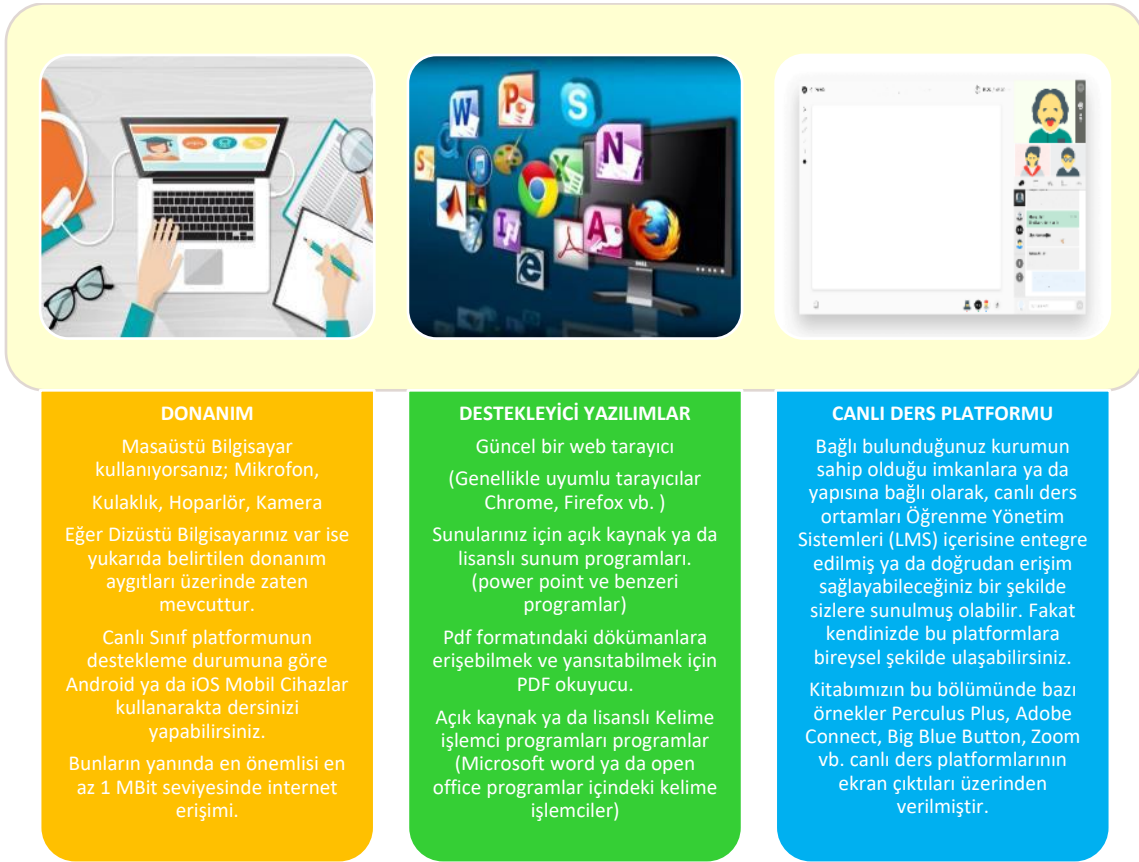 DONANIM
Masaüstü Bilgisayar
kullanıyorsanız; Mikrofon,
Kulaklık, Hoparlör, Kamera
Eğer Dizüstü Bilgisayarınız var ise
yukarıda belirtilen donanım
aygıtları üzerinde zaten
mevcuttur.
Canlı Sınıf platformunun
destekleme durumuna göre
Android ya da iOS Mobil Cihazlar
kullanarakta dersinizi
yapabilirsiniz.
Bunların yanında en önemlisi en
az 1 MBit seviyesinde internet
erişimi.
DESTEKLEYİCİ YAZILIMLAR
Güncel bir web tarayıcı
(Genellikle uyumlu tarayıcılar
Chrome, Firefox vb. )
Sunularınız için açık kaynak ya da
lisanslı sunum programları.
(power point ve benzeri
programlar)
Pdf formatındaki dökümanlara
erişebilmek ve yansıtabilmek için
PDF okuyucu.
Açık kaynak ya da lisanslı Kelime
işlemci programları programlar
(Microsoft word ya da open
office programlar içindeki kelime
işlemciler)
CANLI DERS PLATFORMU
Bağlı bulunduğunuz kurumun
sahip olduğu imkanlara ya da
yapısına bağlı olarak, canlı ders
ortamları Öğrenme Yönetim
Sistemleri (LMS) içerisine entegre
edilmiş ya da doğrudan erişim
sağlayabileceğiniz bir şekilde
sizlere sunulmuş olabilir. Fakat
kendinizde bu platformlara
bireysel şekilde ulaşabilirsiniz.
Kitabımızın bu bölümünde bazı
örnekler Perculus Plus, Adobe
Connect, Big Blue Button, Zoom
vb. canlı ders platformlarının
ekran çıktıları üzerinden
verilmiştir.